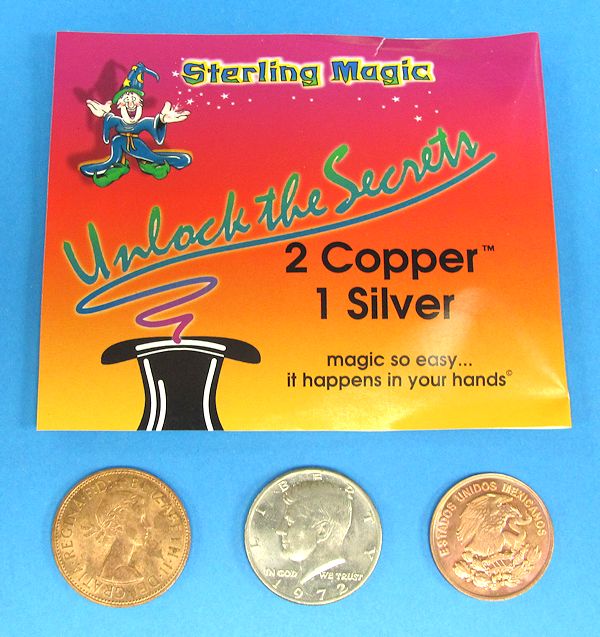 Sterling Magic
Unlock the Secrets
2 Copper™
1 Silver
magic so easy...
it happens in your hands©
LIBERTY
IN GOD WE TRUST
1972
ESTADOS UNIDOS MEXICANOS